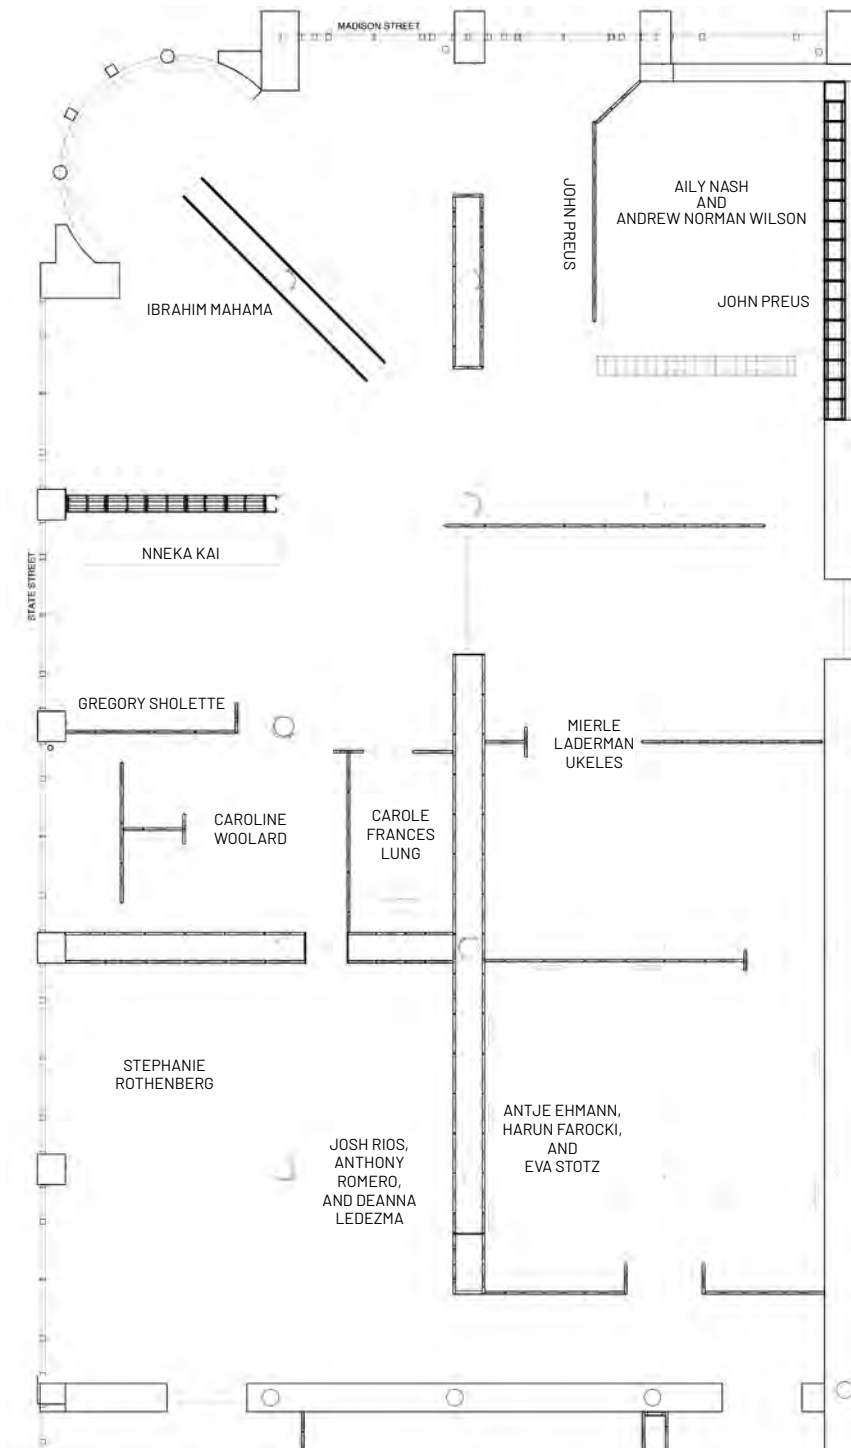 MADISON STREET
JOHN PREUS
AILY NASH
AND
ANDREW NORMAN WILSON
IBRAHIM MAHAMA
JOHN PREUS
NNEKA KAI
STATE STREET
GREGORY SHOLETTE
MIERLE
LADERMAN
UKELES
CAROLINE
WOOLARD
CAROLE
FRANCES
LUNG
STEPHANIE
ROTHENBERG
ANTJE EHMANN,
HARUN FAROCKI,
AND
EVA STOTZ
JOSH RIOS,
ANTHONY
ROMERO,
AND DEANNA
LEDEZMA